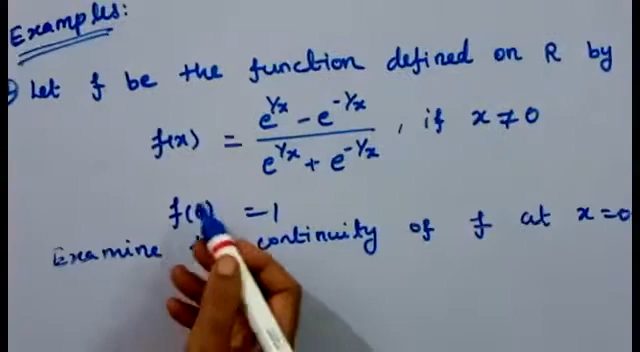 Examples:
Let f be the function defined on R by
f(x) = e^{1/x} - e^{-1/x} / e^{1/x} + e^{-1/x} , if x ≠ 0
f(0) = 1
Examine continuity of f at x=0